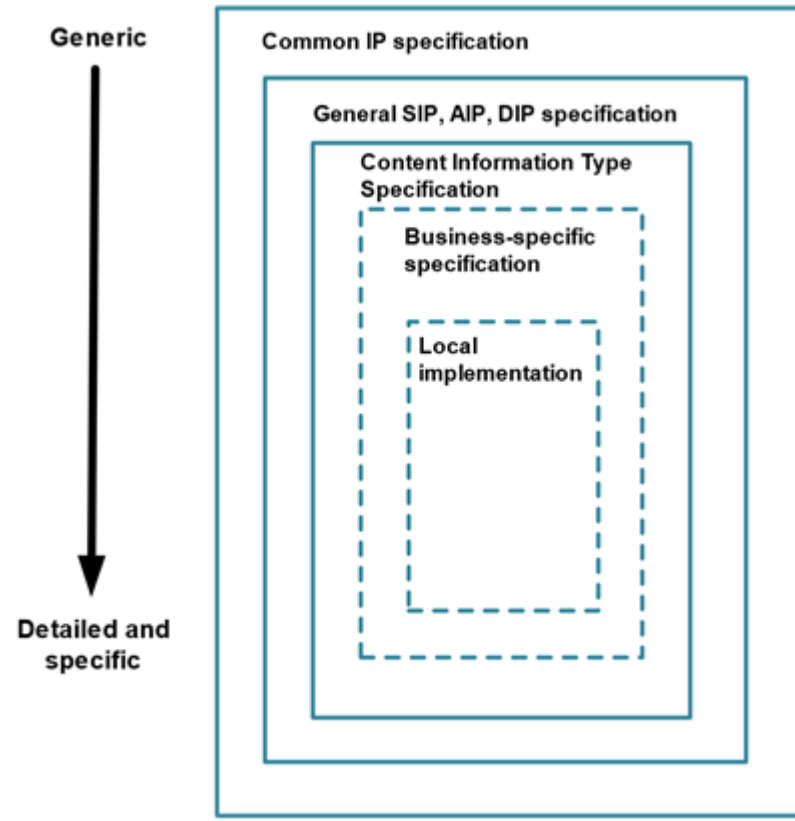 Generic
Common IP specification
General SIP, AIP, DIP specification
Content Information Type
Specification
Business-specific
specification
Local
implementation
Detailed and
specific